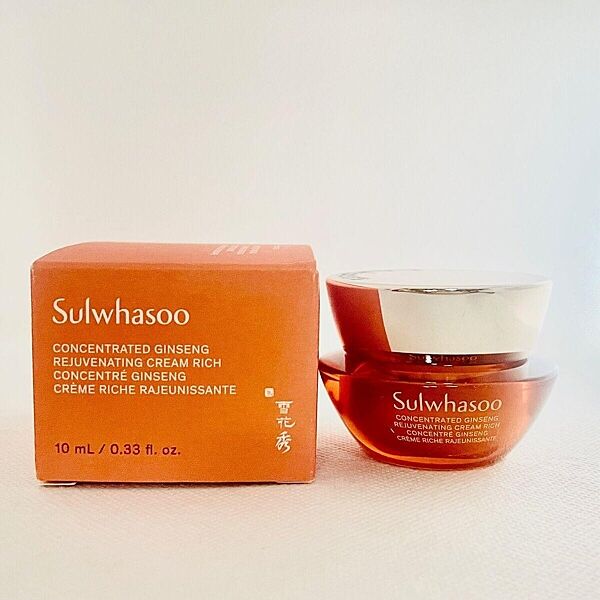 Sulwhasoo
CONCENTRATED GINSENG
REJUVENATING CREAM RICH
CONCENTRÉ GINSENG
CRÈME RICHE RAJEUNISSANTE
雪花秀
10 mL / 0.33 fl. oz.
Sulwhasoo
Sulwhasoo
CONCENTRATED GINSENG
REJUVENATING CREAM RICH
CONCENTRÉ GINSENG
CRÈME RICHE RAJEUNISSANTE